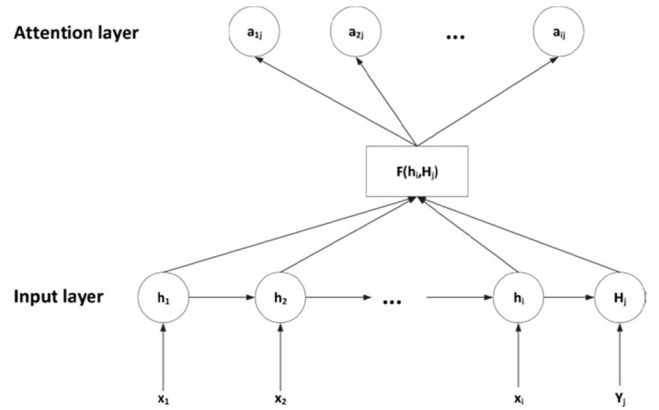 Attention layer a₁ⱼ a₂ⱼ ... aᵢⱼ
F(hᵢ,Hⱼ)
Input layer h₁ h₂ ... hᵢ Hⱼ
x₁ x₂ xᵢ Yⱼ